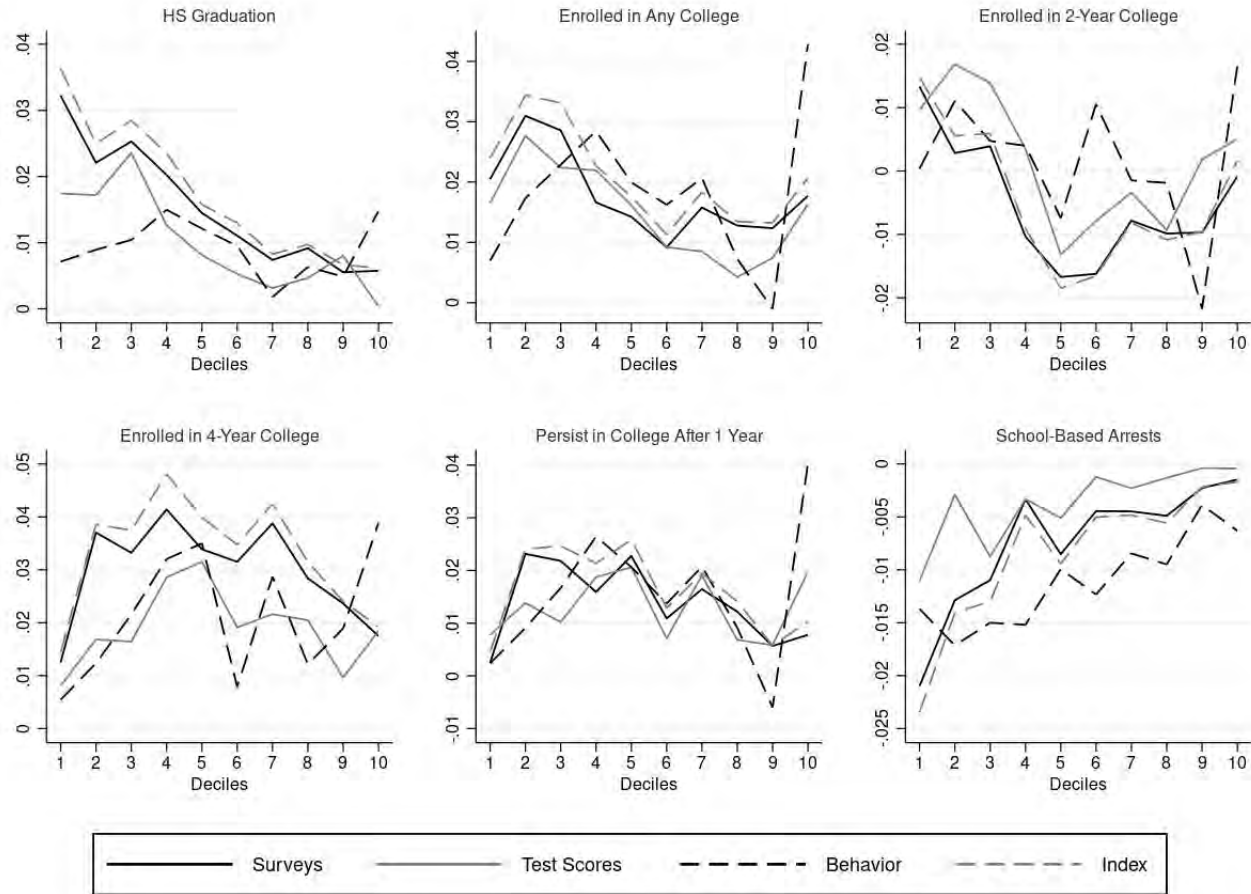 HS Graduation
.04
.03
.02
.01
0
1 2 3 4 5 6 7 8 9 10
Deciles
Enrolled in Any College
.04
.03
.02
.01
0
1 2 3 4 5 6 7 8 9 10
Deciles
Enrolled in 2-Year College
.02
.01
0
-.01
-.02
1 2 3 4 5 6 7 8 9 10
Deciles
Enrolled in 4-Year College
.05
.04
.03
.02
.01
0
1 2 3 4 5 6 7 8 9 10
Deciles
Persist in College After 1 Year
.04
.03
.02
.01
0
-.01
1 2 3 4 5 6 7 8 9 10
Deciles
School-Based Arrests
0
-.005
-.01
-.015
-.02
-.025
1 2 3 4 5 6 7 8 9 10
Deciles
Surveys Test Scores Behavior Index